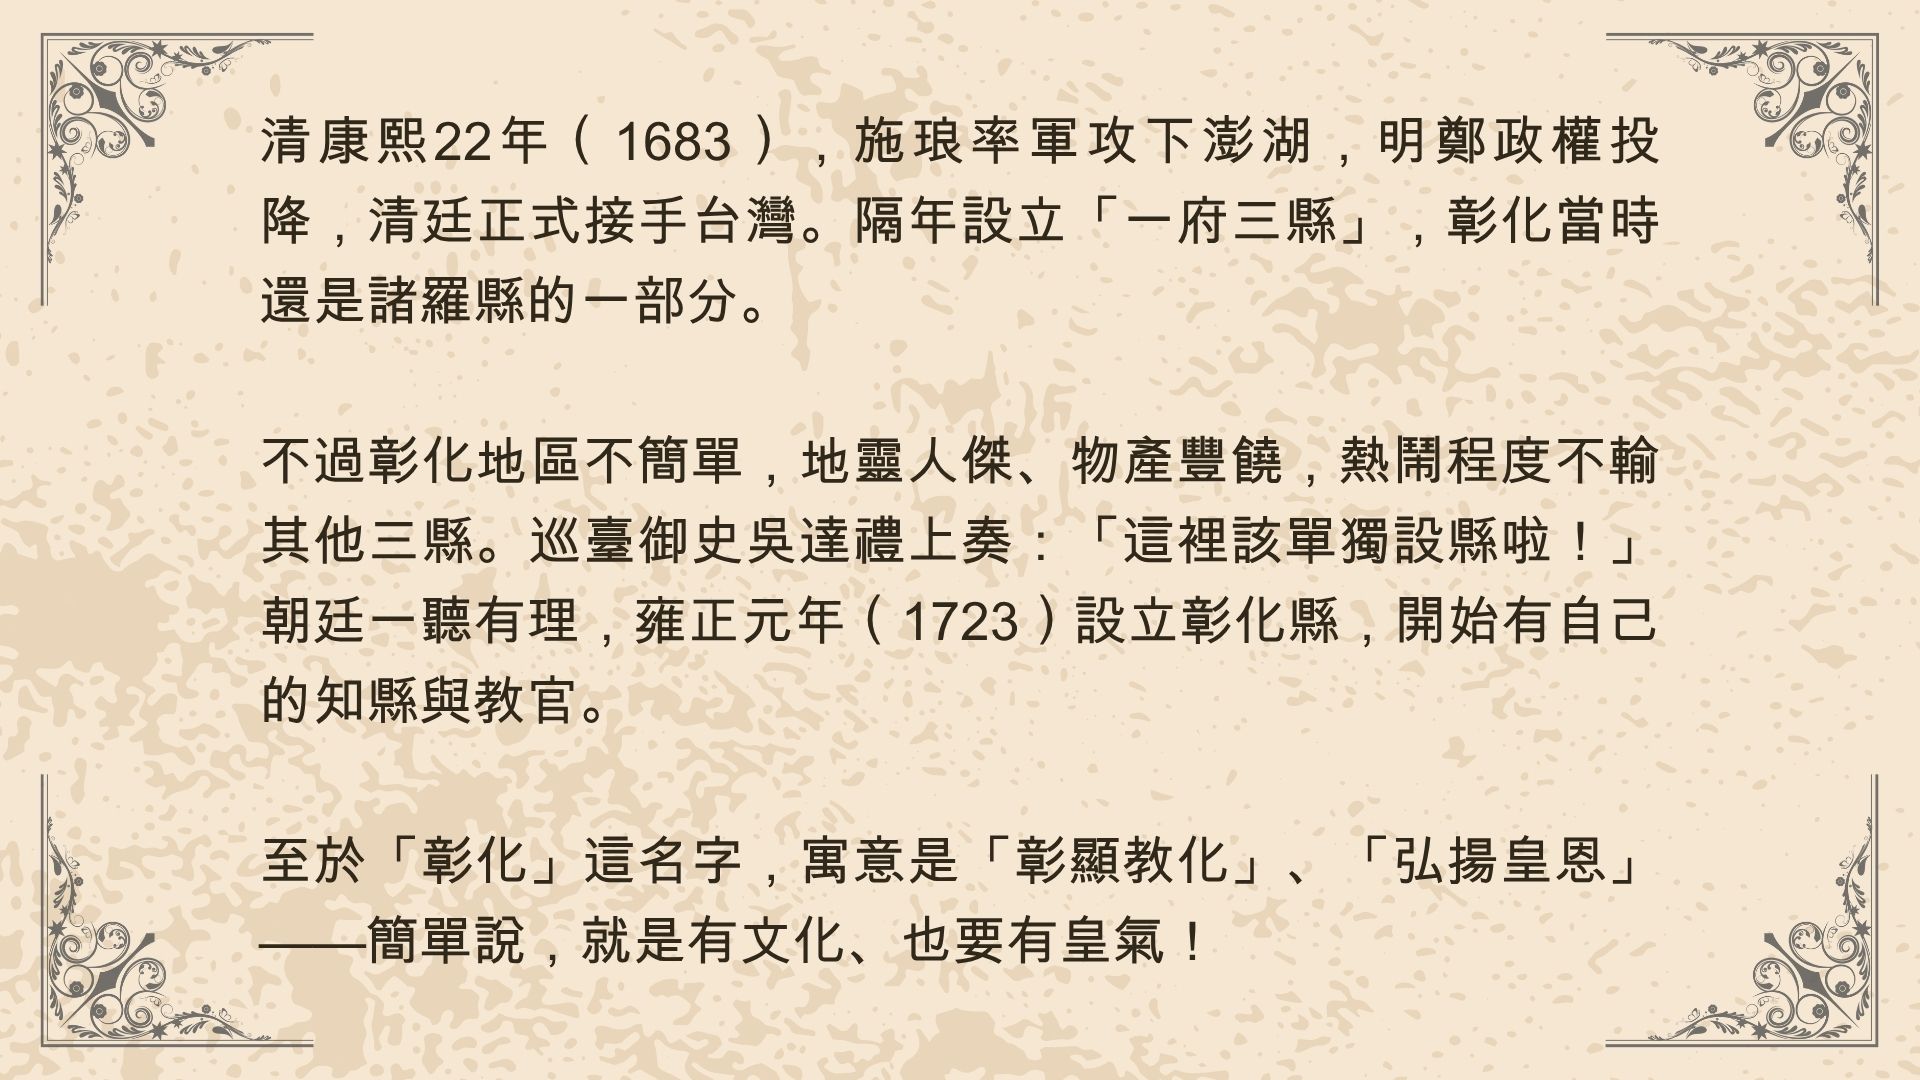 清康熙22年（1683），施琅率軍攻下澎湖，明鄭政權投
降，清廷正式接手台灣。隔年設立「一府三縣」，彰化當時
還是諸羅縣的一部分。
不過彰化地區不簡單，地靈人傑、物產豐饒，熱鬧程度不輸
其他三縣。巡臺御史吳達禮上奏：「這裡該單獨設縣啦！」
朝廷一聽有理，雍正元年（1723）設立彰化縣，開始有自己
的知縣與教官。
至於「彰化」這名字，寓意是「彰顯教化」、「弘揚皇恩」
——簡單說，就是有文化、也要有皇氣！